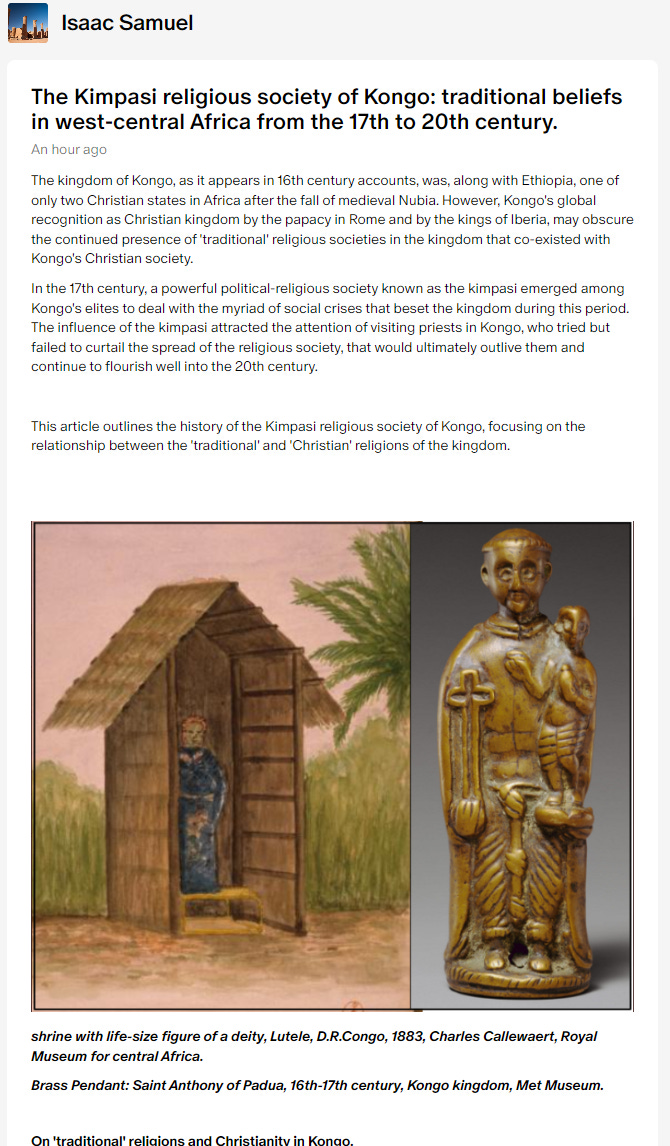 Isaac Samuel
The Kimpasi religious society of Kongo: traditional beliefs
in west-central Africa from the 17th to 20th century.
An hour ago
The kingdom of Kongo, as it appears in 16th century accounts, was, along with Ethiopia, one of
only two Christian states in Africa after the fall of medieval Nubia. However, Kongo's global
recognition as Christian kingdom by the papacy in Rome and by the kings of Iberia, may obscure
the continued presence of 'traditional' religious societies in the kingdom that co-existed with
Kongo's Christian society.
In the 17th century, a powerful political-religious society known as the kimpasi emerged among
Kongo's elites to deal with the myriad of social crises that beset the kingdom during this period.
The influence of the kimpasi attracted the attention of visiting priests in Kongo, who tried but
failed to curtail the spread of the religious society, that would ultimately outlive them and
continue to flourish well into the 20th century.
This article outlines the history of the Kimpasi religious society of Kongo, focusing on the
relationship between the 'traditional' and 'Christian' religions of the kingdom.
shrine with life-size figure of a deity, Lutele, D.R.Congo, 1883, Charles Callewaert, Royal
Museum for central Africa.
Brass Pendant: Saint Anthony of Padua, 16th-17th century, Kongo kingdom, Met Museum.
On 'traditional' religions and Christianity in Kongo.